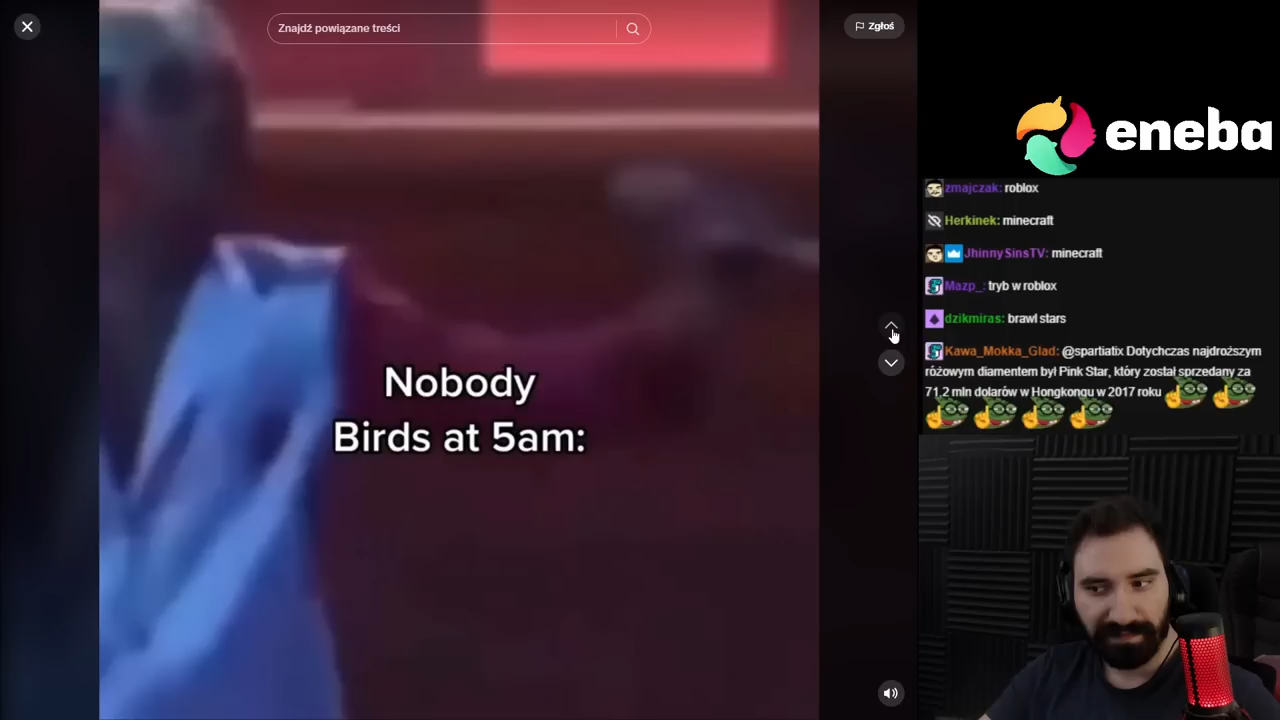 Znajdź powiązane treści
Zgłoś
Nobody
Birds at 5am:
eneba
zmajczak: roblox
Herkinek: minecraft
JhinnySinsTV: minecraft
Mazp_: tryb w roblox
dzikmiras: brawl stars
Kawa_Mokka_Glad: @spartiatix Dotychczas najdroższym
różowym diamentem był Pink Star, który został sprzedany za
71,2 mln dolarów w Hongkongu w 2017 roku